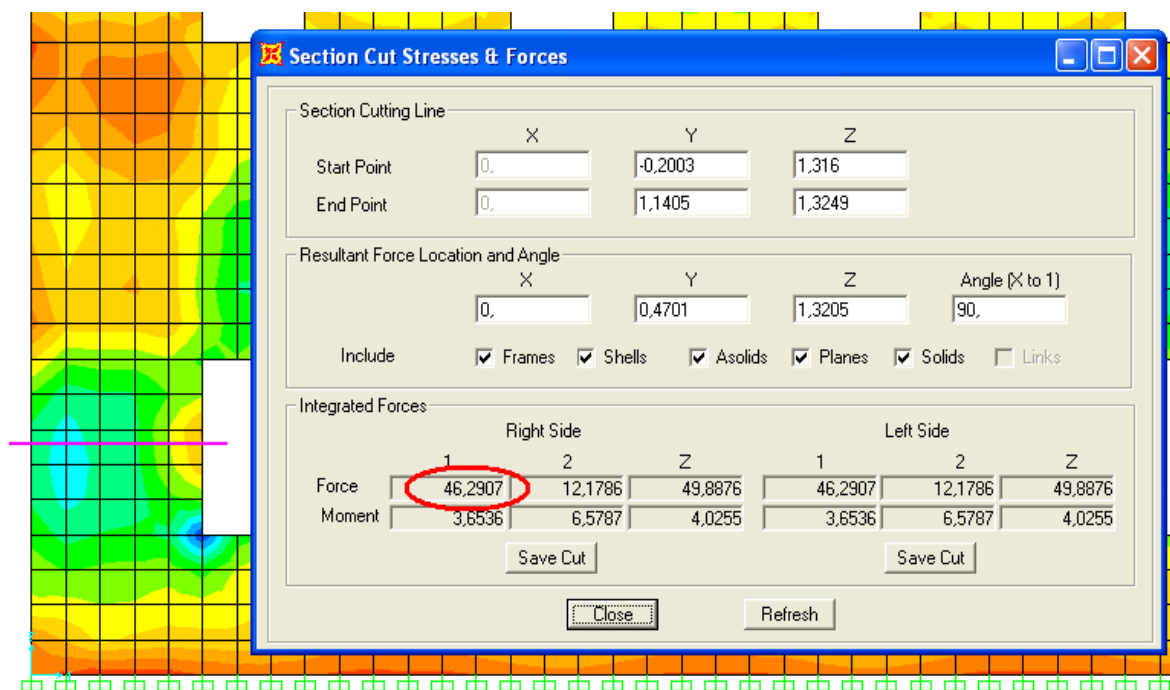 Section Cut Stresses & Forces
Section Cutting Line
X Y Z
Start Point 0, -0,2003 1,316
End Point 0, 1,1405 1,3249
Resultant Force Location and Angle
X Y Z Angle (X to 1)
0, 0,4701 1,3205 90,
Include Frames Shells Asolids Planes Solids Links
Integrated Forces
Right Side Left Side
1 2 Z 1 2 Z
Force 46,2907 12,1786 49,8876 46,2907 12,1786 49,8876
Moment 3,6536 6,5787 4,0255 3,6536 6,5787 4,0255
Save Cut Save Cut
Close Refresh